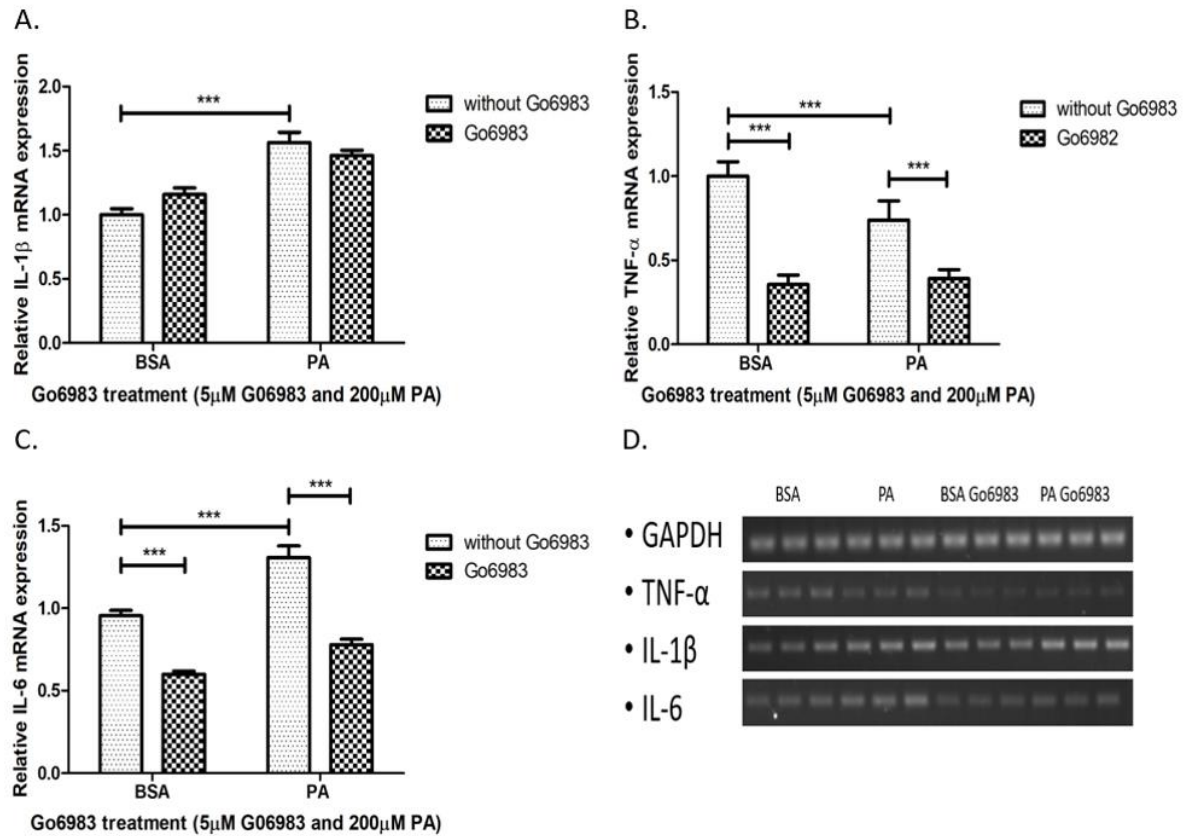 A.
Relative IL-1β mRNA expression
2.0
1.5
1.0
0.5
0.0
***
without Go6983
Go6983
BSA PA
Go6983 treatment (5μM G06983 and 200μM PA)
B.
Relative TNF-α mRNA expression
1.5
1.0
0.5
0.0
***
***
***
without Go6983
Go6982
BSA PA
Go6983 treatment (5μM G06983 and 200μM PA)
C.
Relative IL-6 mRNA expression
1.5
1.0
0.5
0.0
***
***
***
without Go6983
Go6983
BSA PA
Go6983 treatment (5μM G06983 and 200μM PA)
D.
BSA PA BSA Go6983 PA Go6983
• GAPDH
• TNF-α
• IL-1β
• IL-6